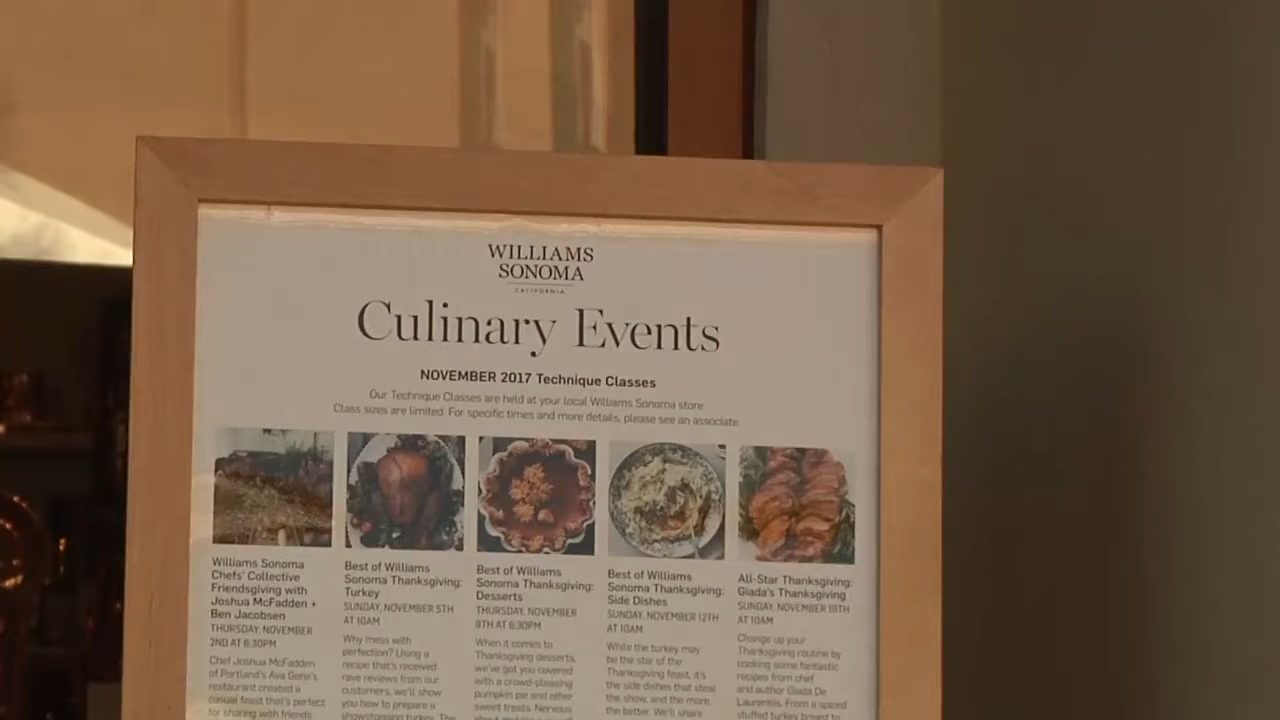 WILLIAMS
SONOMA
CALIFORNIA
Culinary Events
NOVEMBER 2017 Technique Classes
Our Technique Classes are held at your local Williams Sonoma store
Class sizes are limited. For specific times and more details, please see an associate.
Williams Sonoma
Chefs' Collective
Friendsgiving with
Joshua McFadden +
Ben Jacobsen
THURSDAY, NOVEMBER
2ND AT 6:30PM
Chef Joshua McFadden
of Portland's Ava Gene's
restaurant created a
casual feast that's perfect
for sharing with friends
Best of Williams
Sonoma Thanksgiving:
Turkey
SUNDAY, NOVEMBER 5TH
AT 10AM
Why mess with
perfection? Using a
recipe that's received
rave reviews from our
customers, we'll show
you how to prepare a
showstopping turkey. The
Best of Williams
Sonoma Thanksgiving:
Desserts
THURSDAY, NOVEMBER
9TH AT 6:30PM
When it comes to
Thanksgiving desserts,
we've got you covered
with a crowd-pleasing
pumpkin pie and other
sweet treats. Nervous
Best of Williams
Sonoma Thanksgiving:
Side Dishes
SUNDAY, NOVEMBER 12TH
AT 10AM
While the turkey may
be the star of the
Thanksgiving feast, it's
the side dishes that steal
the show, and the more,
the better. We'll share
All-Star Thanksgiving:
Giada's Thanksgiving
SUNDAY, NOVEMBER 19TH
AT 10AM
Change up your
Thanksgiving routine by
cooking some fantastic
recipes from chef
and author Giada De
Laurentiis. From a spiced
stuffed turkey breast to